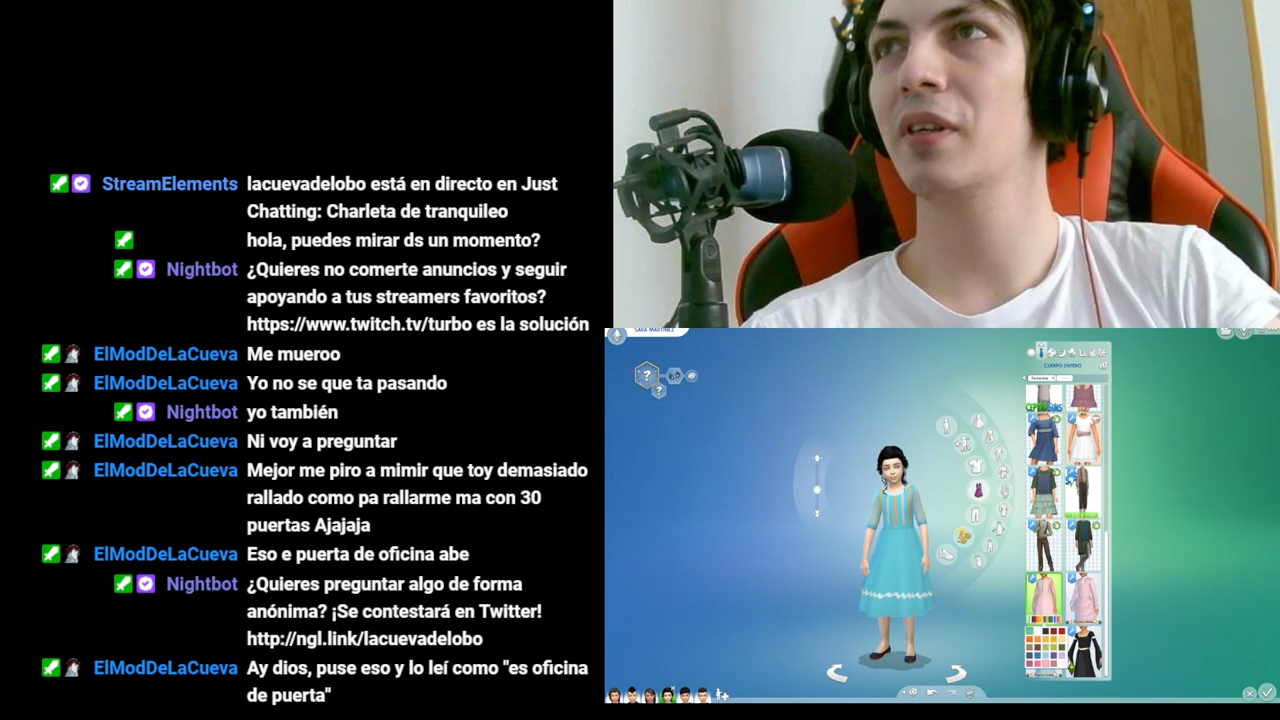 StreamElements lacuevadelobo está en directo en Just
Chatting: Charleta de tranquileo
hola, puedes mirar ds un momento?
Nightbot ¿Quieres no comerte anuncios y seguir
apoyando a tus streamers favoritos?
https://www.twitch.tv/turbo es la solución
ElModDeLaCueva Me mueroo
ElModDeLaCueva Yo no se que ta pasando
Nightbot yo también
ElModDeLaCueva Ni voy a preguntar
ElModDeLaCueva Mejor me piro a mimir que toy demasiado
rallado como pa rallarme ma con 30
puertas Ajajaja
ElModDeLaCueva Eso e puerta de oficina abe
Nightbot ¿Quieres preguntar algo de forma
anónima? ¡Se contestará en Twitter!
http://ngl.link/lacuevadelobo
ElModDeLaCueva Ay dios, puse eso y lo leí como "es oficina
de puerta"
SARA MARTINEZ
CUERPO ENTERO